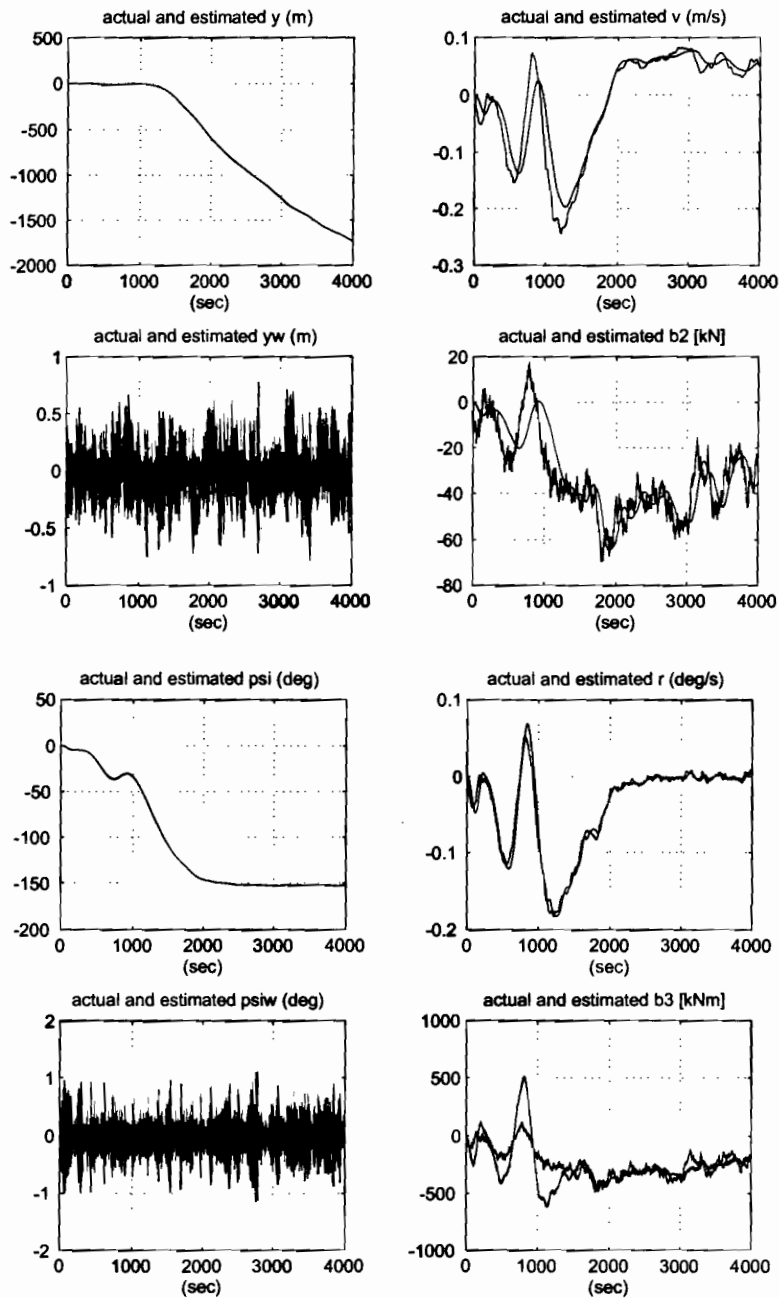 actual and estimated y (m)
500
0
-500
-1000
-1500
-2000
0 1000 2000 3000 4000
(sec)
actual and estimated v (m/s)
0.1
0
-0.1
-0.2
-0.3
0 1000 2000 3000 4000
(sec)
actual and estimated yw (m)
1
0.5
0
-0.5
-1
0 1000 2000 3000 4000
(sec)
actual and estimated b2 [kN]
20
0
-20
-40
-60
-80
0 1000 2000 3000 4000
(sec)
actual and estimated psi (deg)
50
0
-50
-100
-150
-200
0 1000 2000 3000 4000
(sec)
actual and estimated r (deg/s)
0.1
0
-0.1
-0.2
0 1000 2000 3000 4000
(sec)
actual and estimated psiw (deg)
2
1
0
-1
-2
0 1000 2000 3000 4000
(sec)
actual and estimated b3 [kNm]
1000
500
0
-500
-1000
0 1000 2000 3000 4000
(sec)